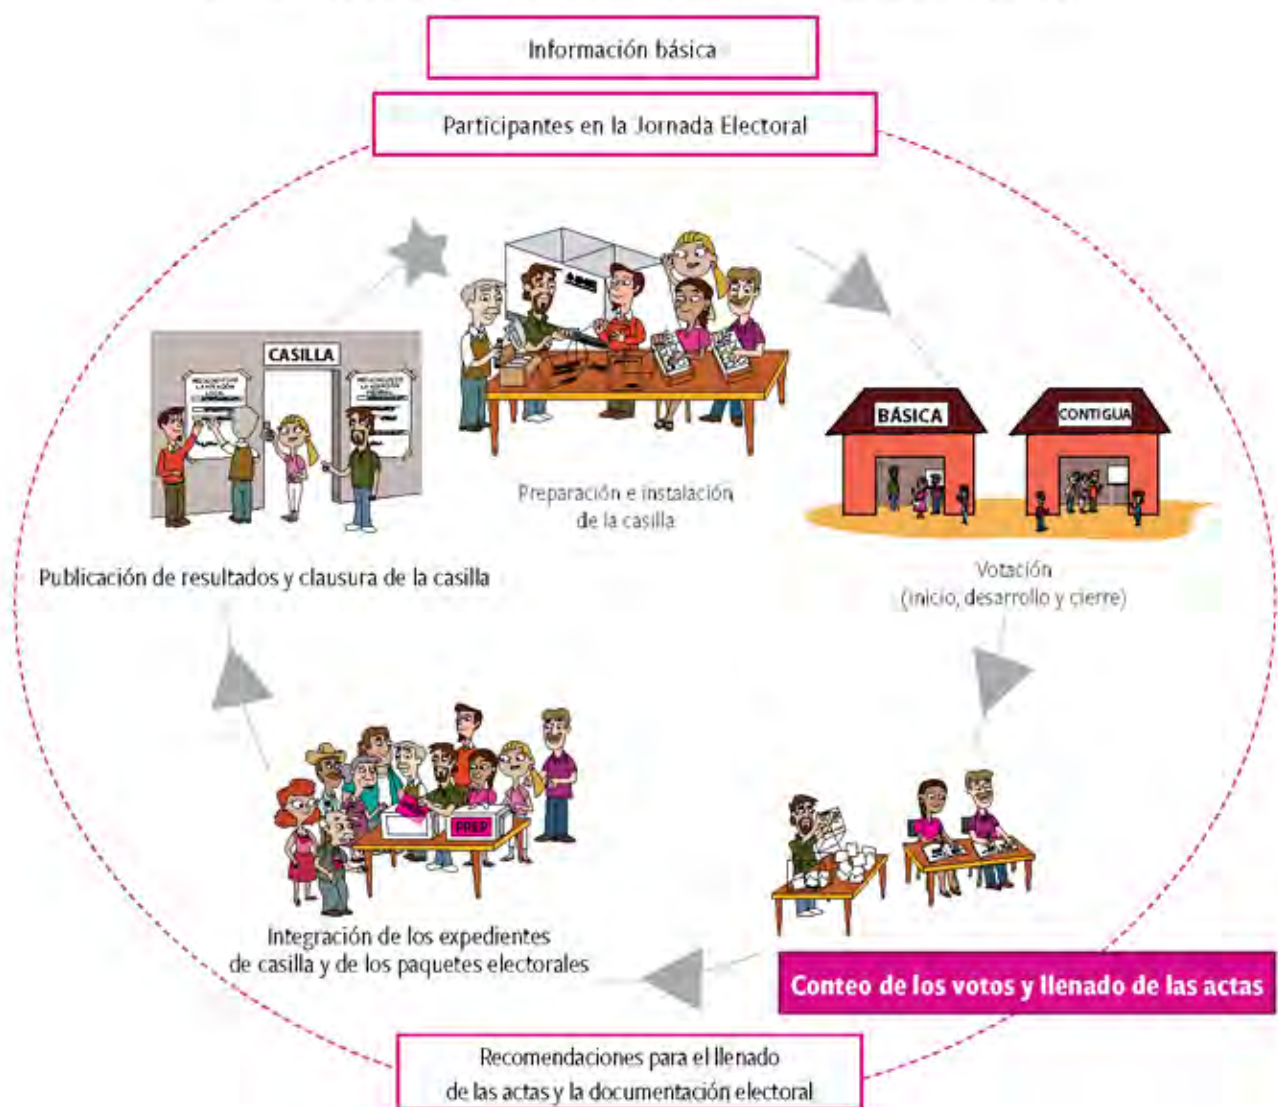 Información básica
Participantes en la Jornada Electoral
CASILLA
BÁSICA
CONTIGUA
Preparación e instalación
de la casilla
Publicación de resultados y clausura de la casilla
Votación
(inicio, desarrollo y cierre)
PREP
Integración de los expedientes
de casilla y de los paquetes electorales
Conteo de los votos y llenado de las actas
Recomendaciones para el llenado
de las actas y la documentación electoral